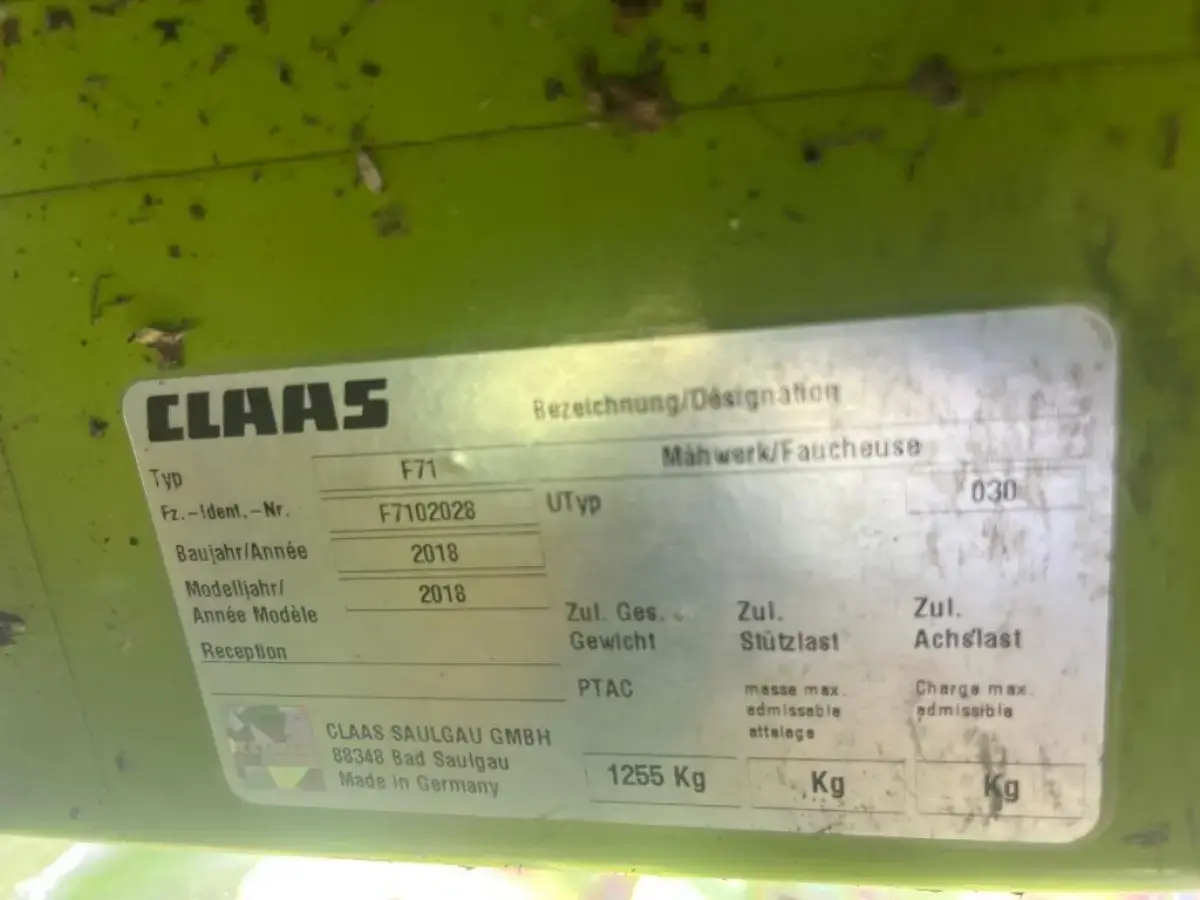 CLAAS
Bezeichnung/Désignation
Typ F71 Mähwerk/Faucheuse
Fz.-Ident.-Nr. F7102028 UTyp 030
Baujahr/Année 2018
Modelljahr/
Année Modèle 2018
Reception
Zul. Ges. Zul. Zul.
Gewicht Stützlast Achslast
PTAC masse max. Charge max.
admissable admissible
attelage
CLAAS SAULGAU GMBH
88348 Bad Saulgau
Made in Germany
1255 Kg Kg Kg